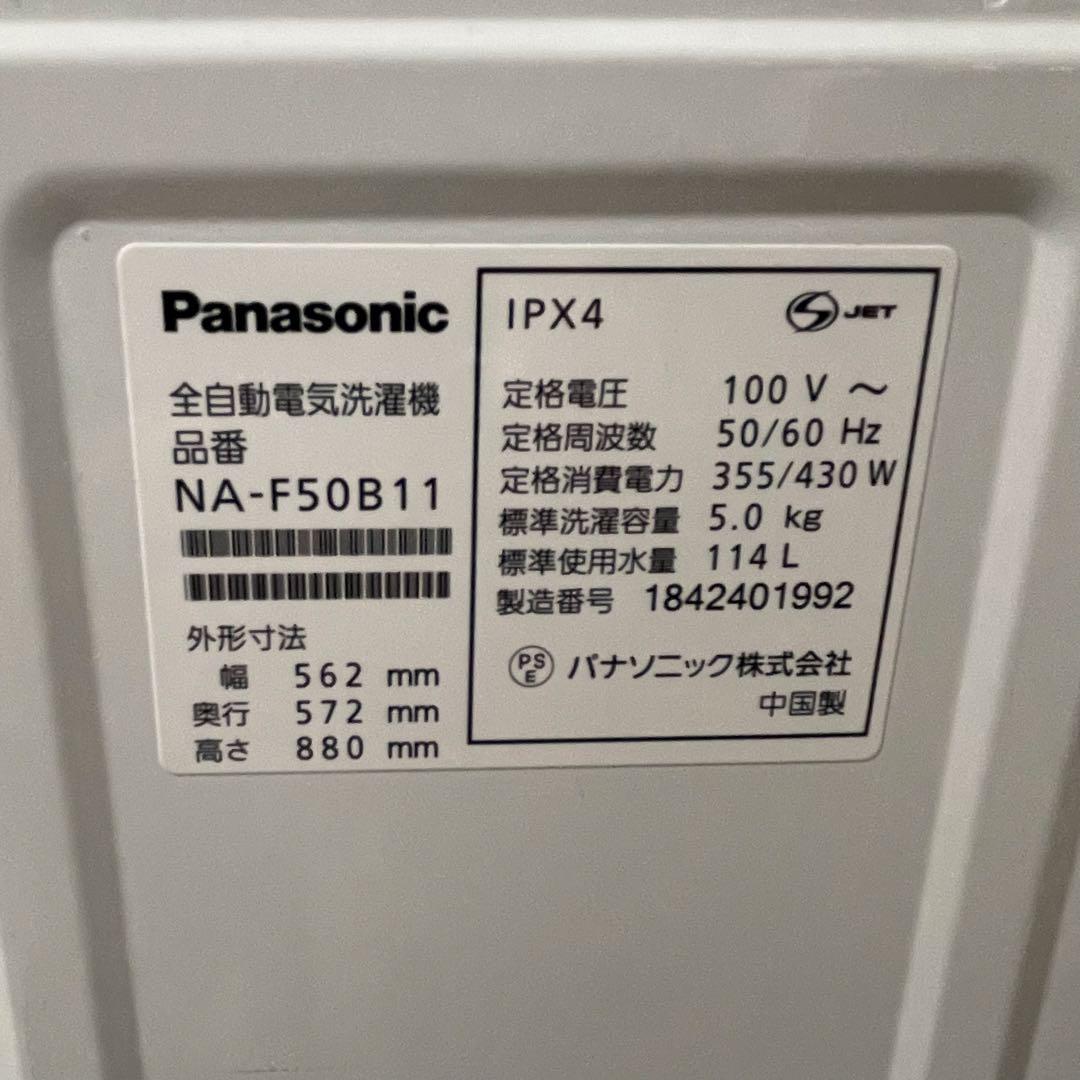 Panasonic
全自動電気洗濯機
品番
NA-F50B11
外形寸法
幅 562 mm
奥行 572 mm
高さ 880 mm
IPX4
S JET
定格電圧 100 V ～
定格周波数 50/60 Hz
定格消費電力 355/430 W
標準洗濯容量 5.0 kg
標準使用水量 114 L
製造番号 1842401992
PSE パナソニック株式会社
中国製